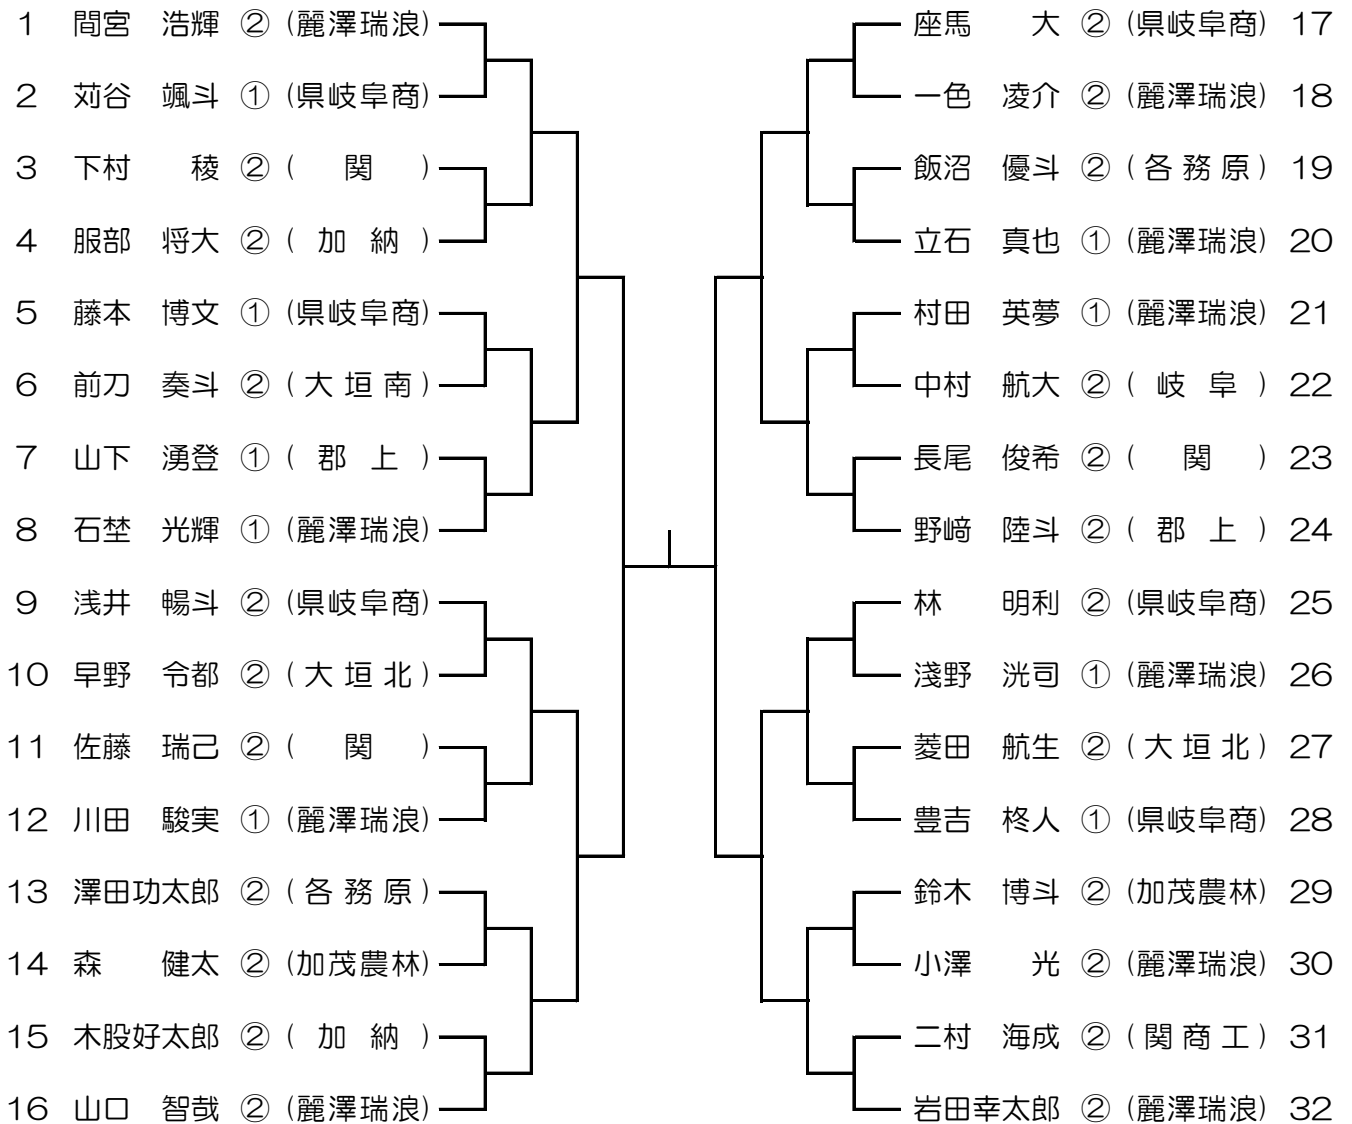 1 間宮 浩輝 ② (麗澤瑞浪)
2 苅谷 颯斗 ① (県岐阜商)
3 下村 稜 ② ( 関 )
4 服部 将大 ② ( 加 納 )
5 藤本 博文 ① (県岐阜商)
6 前刀 奏斗 ② ( 大 垣 南 )
7 山下 湧登 ① ( 郡 上 )
8 石埜 光輝 ① (麗澤瑞浪)
9 浅井 暢斗 ② (県岐阜商)
10 早野 令都 ② ( 大 垣 北 )
11 佐藤 瑞己 ② ( 関 )
12 川田 駿実 ① (麗澤瑞浪)
13 澤田功太郎 ② ( 各 務 原 )
14 森 健太 ② (加茂農林)
15 木股好太郎 ② ( 加 納 )
16 山口 智哉 ② (麗澤瑞浪)
座馬 大 ② (県岐阜商) 17
一色 凌介 ② (麗澤瑞浪) 18
飯沼 優斗 ② ( 各 務 原 ) 19
立石 真也 ① (麗澤瑞浪) 20
村田 英夢 ① (麗澤瑞浪) 21
中村 航大 ② ( 岐 阜 ) 22
長尾 俊希 ② ( 関 ) 23
野﨑 陸斗 ② ( 郡 上 ) 24
林 明利 ② (県岐阜商) 25
淺野 洸司 ① (麗澤瑞浪) 26
菱田 航生 ② ( 大 垣 北 ) 27
豊吉 柊人 ① (県岐阜商) 28
鈴木 博斗 ② (加茂農林) 29
小澤 光 ② (麗澤瑞浪) 30
二村 海成 ② ( 関 商 工 ) 31
岩田幸太郎 ② (麗澤瑞浪) 32